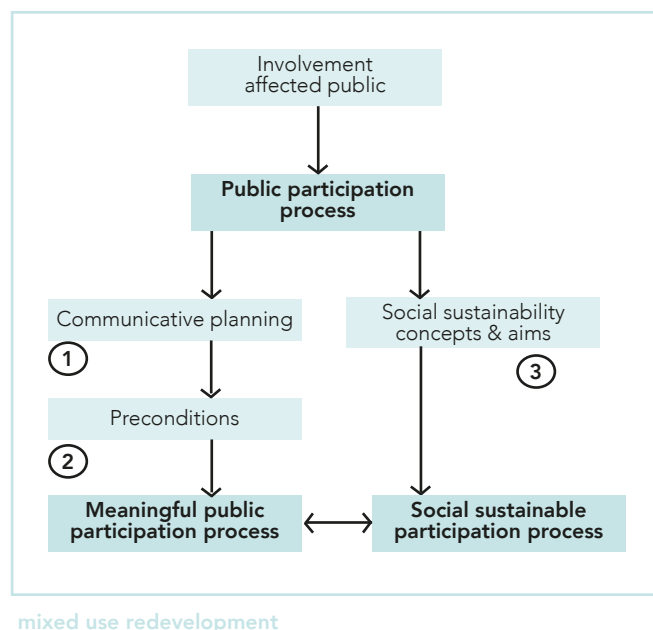 Involvement
affected public
Public participation
process
Communicative planning
Social sustainability
concepts & aims
1
3
Preconditions
2
Meaningful public
participation process
Social sustainable
participation process
mixed use redevelopment